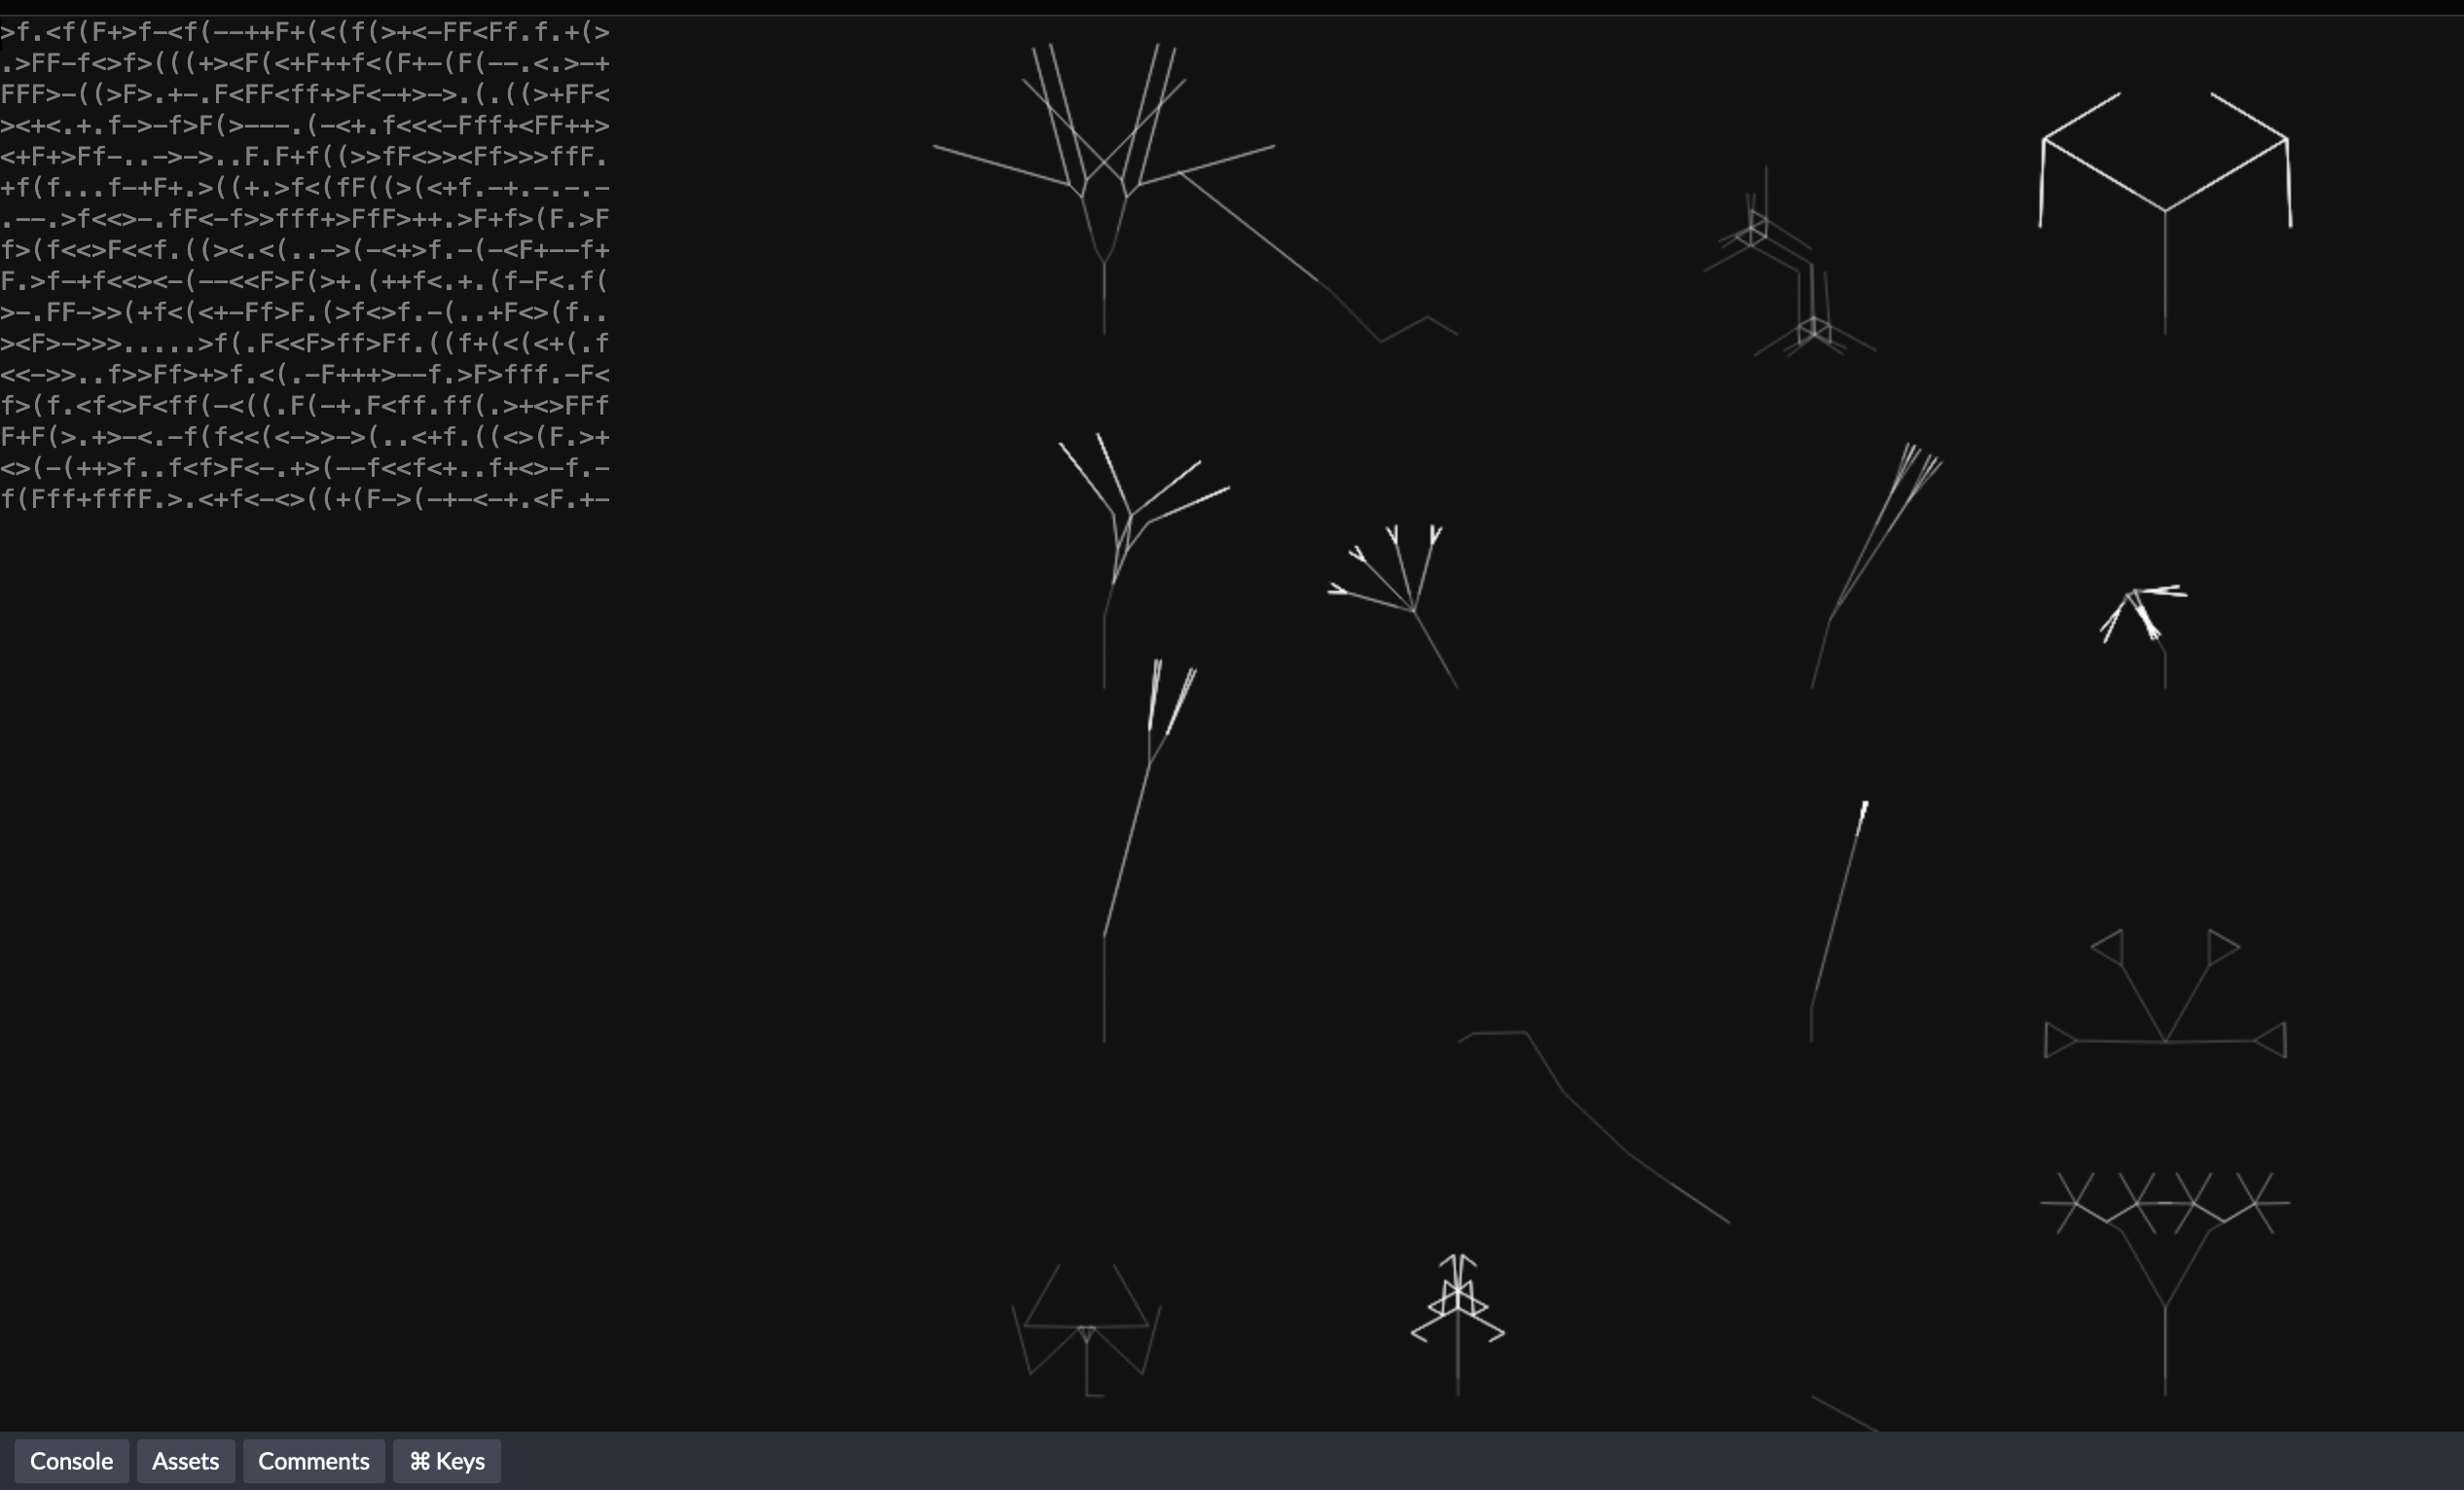 >f.<f(F+>f-<f(--++F+(<(f(>+<-FF<Ff.f.+(>
.>FF-f<>f>(((+><F(<+F++f<(F+-(F(--.<.>-+
FFF>-((>F>.+-.F<FF<ff+>F<-+>->.(.((>+FF<
><+<.+.f->-f>F(>---.(-<+.f<<<-Fff+<FF++>
<+F+>Ff-..->->..F.F+f((>>fF<>><Ff>>>ffF.
+f(f...f-+F+.>((+.>f<(fF((>(<+f.-+.-.-.-
.--.>f<<>-.fF<-f>>fff+>FfF>++.>F+f>(F.>F
f>(f<<>F<<f.((><.<(..->(-<+>f.-(-<F+--f+
F.>f-+f<<><-(--<<F>F(>+.(++f<.+.(f-F<.f(
>-.FF->>(+f<(<+-Ff>F.(>f<>f.-(..+F<>(f..
><F>->>>.....>f(.F<<F>ff>Ff.((f+(<(<+(.f
<<->>..f>>Ff>+>f.<(.-F+++>--f.>F>fff.-F<
f>(f.<f<>F<ff(-<((.F(-+.F<ff.ff(.>+<>FFf
F+F(>.+>-<.-f(f<<(<->>->(..<+f.((<>(F.>+
<>(-(++>f..f<f>F<-.+>(--f<<f<+..f+<>-f.-
f(Fff+fffF.>.<+f<-<>((+(F->(-+-<-+.<F.+-
Console Assets Comments ⌘ Keys